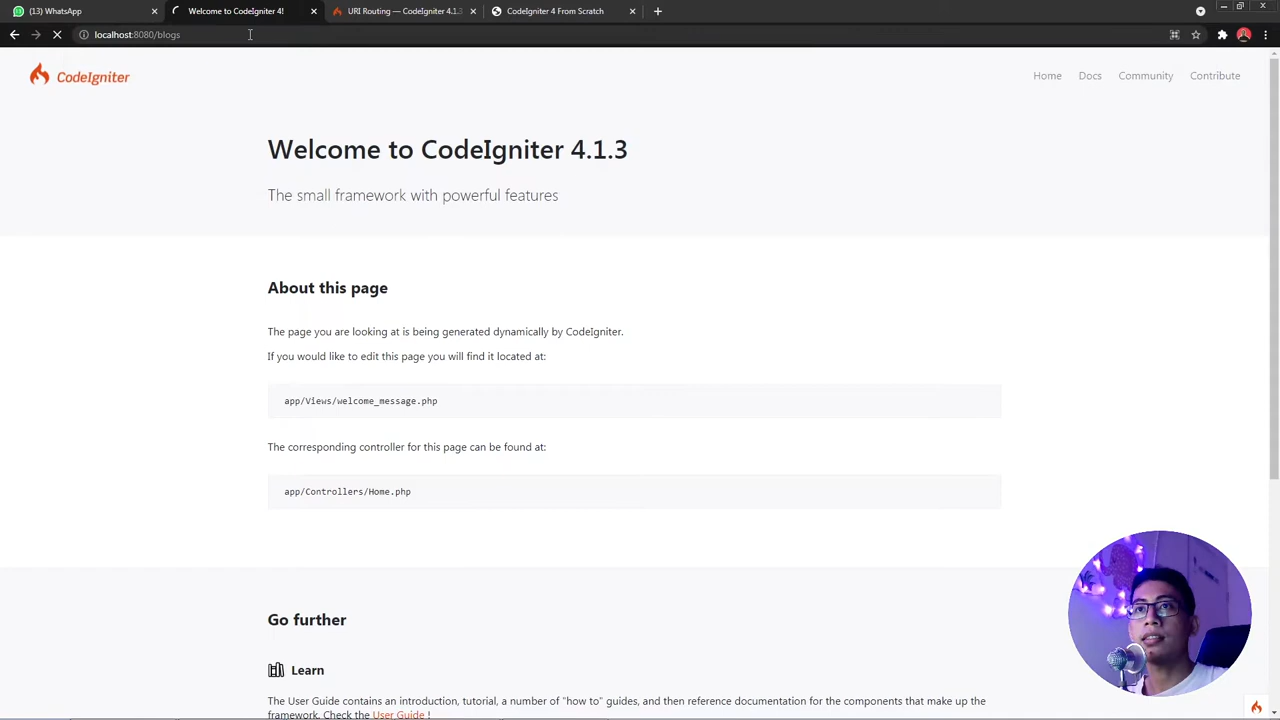 (13) WhatsApp
Welcome to CodeIgniter 4!
URI Routing — CodeIgniter 4.1.3
CodeIgniter 4 From Scratch
localhost:8080/blogs
CodeIgniter
Home
Docs
Community
Contribute
Welcome to CodeIgniter 4.1.3
The small framework with powerful features
About this page
The page you are looking at is being generated dynamically by CodeIgniter.
If you would like to edit this page you will find it located at:
app/Views/welcome_message.php
The corresponding controller for this page can be found at:
app/Controllers/Home.php
Go further
Learn
The User Guide contains an introduction, tutorial, a number of "how to" guides, and then reference documentation for the components that make up the
framework. Check the User Guide !